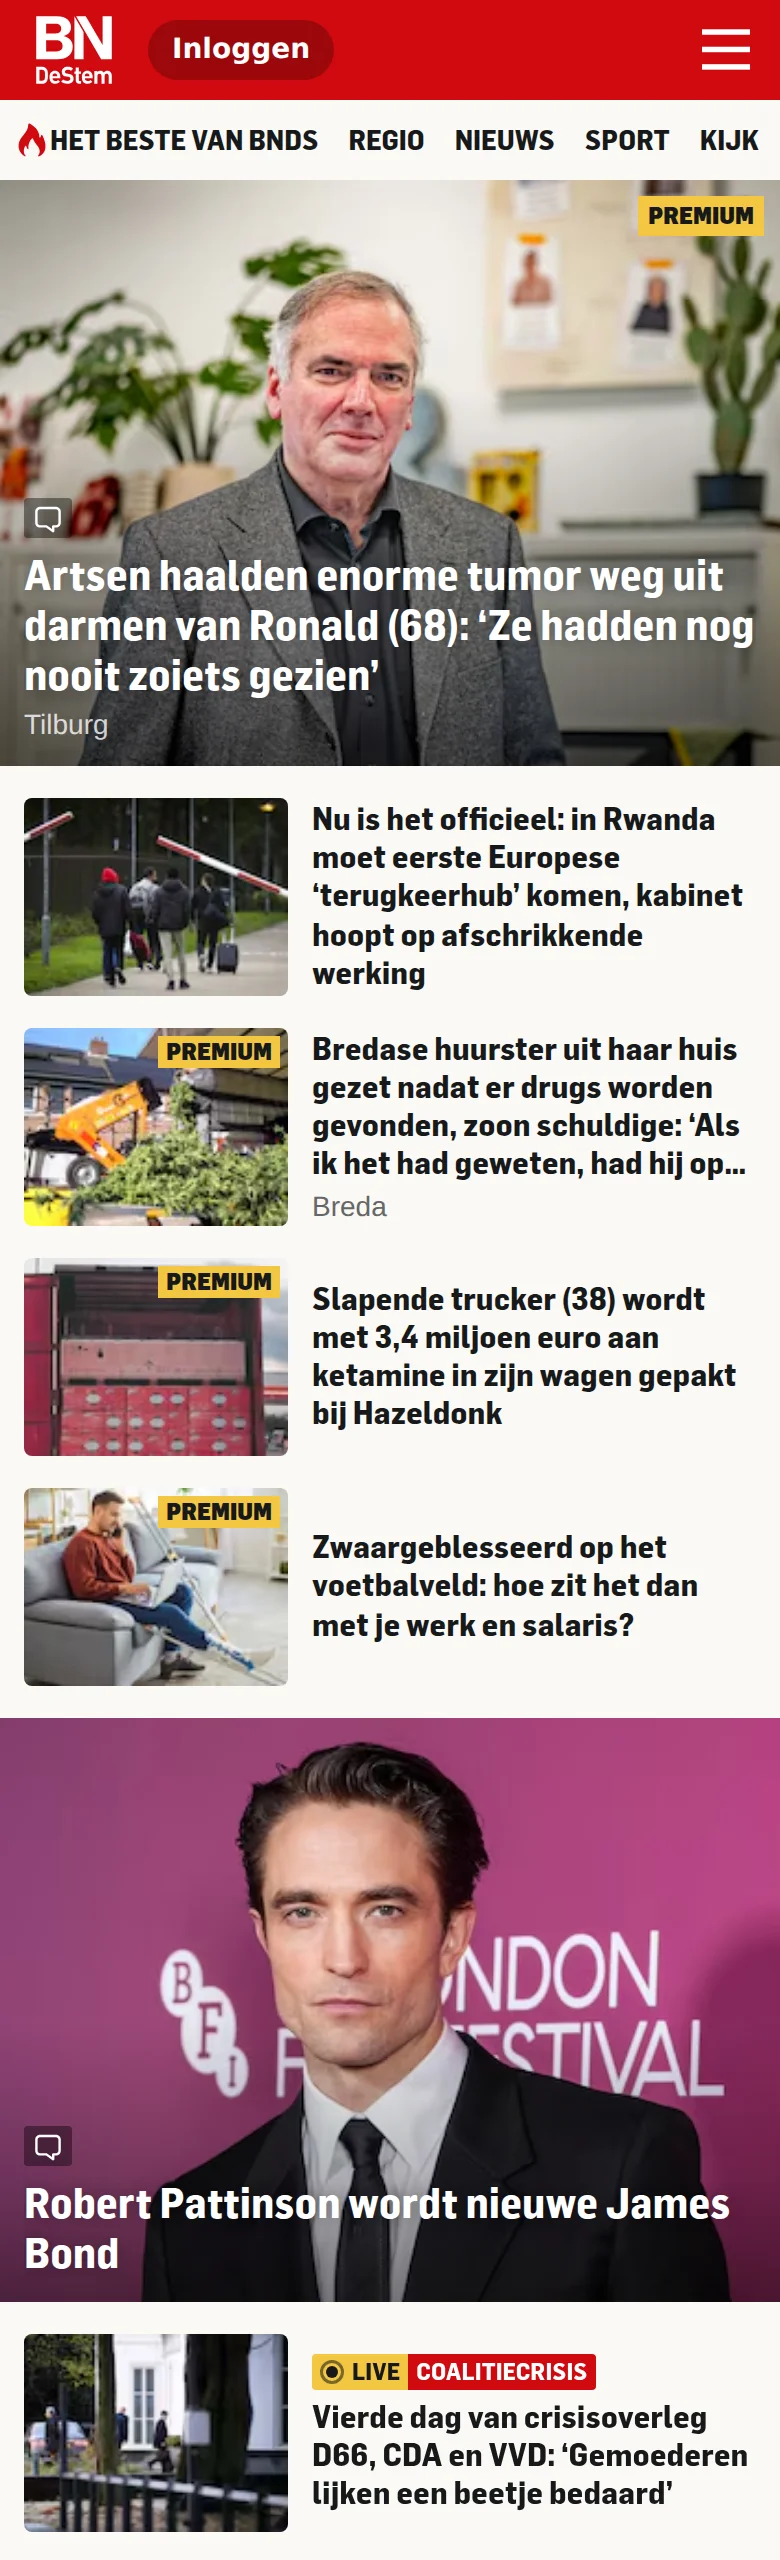 BN
DeStem
Inloggen
HET BESTE VAN BNDS REGIO NIEUWS SPORT KIJK
PREMIUM
Artsen haalden enorme tumor weg uit
darmen van Ronald (68): ‘Ze hadden nog
nooit zoiets gezien’
Tilburg
Nu is het officieel: in Rwanda
moet eerste Europese
‘terugkeerhub’ komen, kabinet
hoopt op afschrikkende
werking
PREMIUM
Bredase huurster uit haar huis
gezet nadat er drugs worden
gevonden, zoon schuldige: ‘Als
ik het had geweten, had hij op...
Breda
PREMIUM
Slapende trucker (38) wordt
met 3,4 miljoen euro aan
ketamine in zijn wagen gepakt
bij Hazeldonk
PREMIUM
Zwaargeblesseerd op het
voetbalveld: hoe zit het dan
met je werk en salaris?
BFI
NDON
F ESTIVAL
Robert Pattinson wordt nieuwe James
Bond
LIVE COALITIECRISIS
Vierde dag van crisisoverleg
D66, CDA en VVD: ‘Gemoederen
lijken een beetje bedaard’